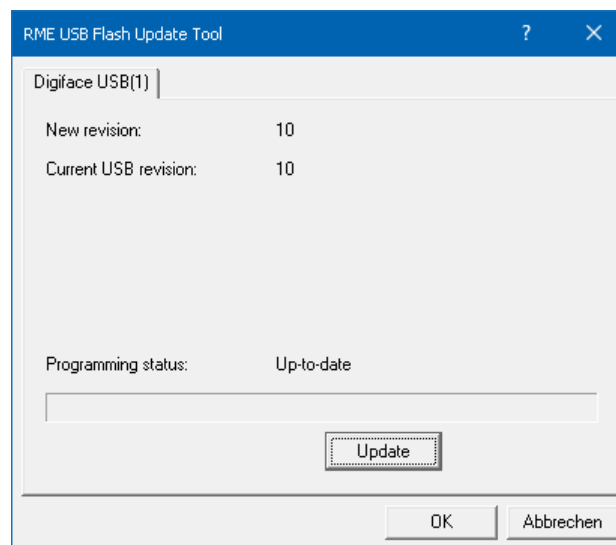 RME USB Flash Update Tool ?
Digiface USB(1)
New revision: 10
Current USB revision: 10
Programming status: Up-to-date
Update
OK Abbrechen